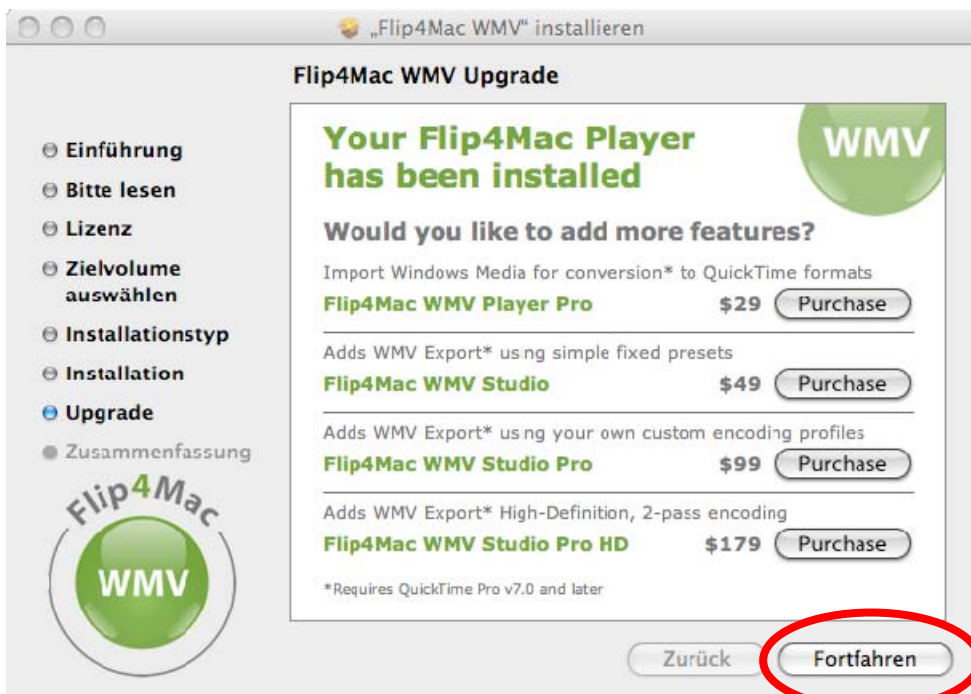 „Flip4Mac WMV" installieren
Flip4Mac WMV Upgrade
Einführung
Bitte lesen
Lizenz
Zielvolume
auswählen
Installationstyp
Installation
Upgrade
Zusammenfassung
Flip4Mac
WMV
Your Flip4Mac Player
has been installed
WMV
Would you like to add more features?
Import Windows Media for conversion* to QuickTime formats
Flip4Mac WMV Player Pro $29 Purchase
Adds WMV Export* using simple fixed presets
Flip4Mac WMV Studio $49 Purchase
Adds WMV Export* using your own custom encoding profiles
Flip4Mac WMV Studio Pro $99 Purchase
Adds WMV Export* High-Definition, 2-pass encoding
Flip4Mac WMV Studio Pro HD $179 Purchase
*Requires QuickTime Pro v7.0 and later
Zurück Fortfahren